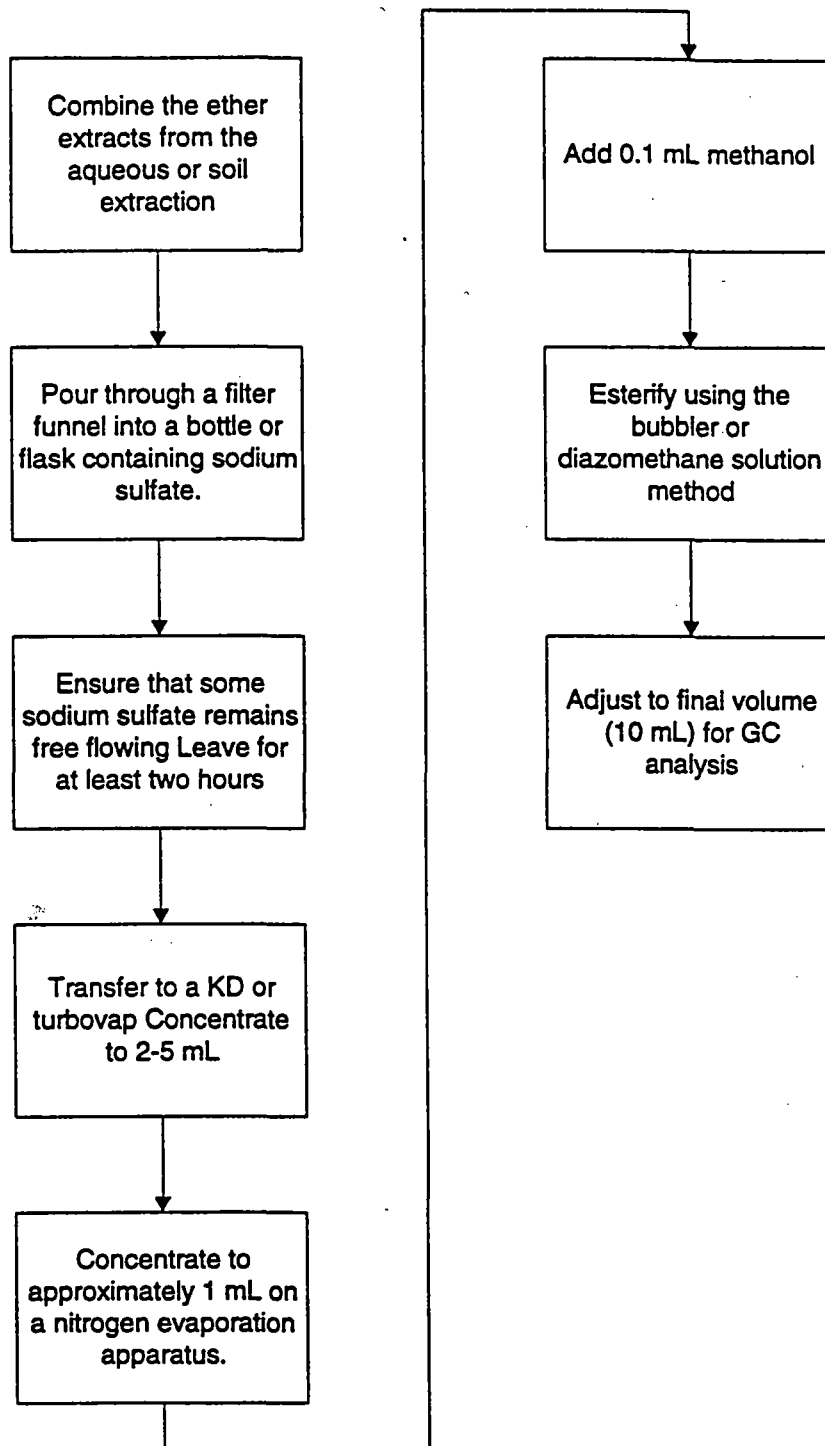 Combine the ether
extracts from the
aqueous or soil
extraction
Pour through a filter
funnel into a bottle or
flask containing sodium
sulfate.
Ensure that some
sodium sulfate remains
free flowing Leave for
at least two hours
Transfer to a KD or
turbovap Concentrate
to 2-5 mL
Concentrate to
approximately 1 mL on
a nitrogen evaporation
apparatus.
Add 0.1 mL methanol
Esterify using the
bubbler or
diazomethane solution
method
Adjust to final volume
(10 mL) for GC
analysis